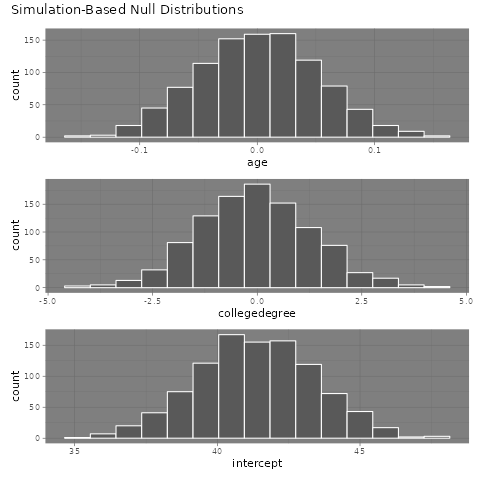 Simulation-Based Null Distributions
150
100
50
0
count
-0.1 0.0 0.1
age
150
100
50
0
count
-5.0 -2.5 0.0 2.5 5.0
collegedegree
150
100
50
0
count
35 40 45
intercept